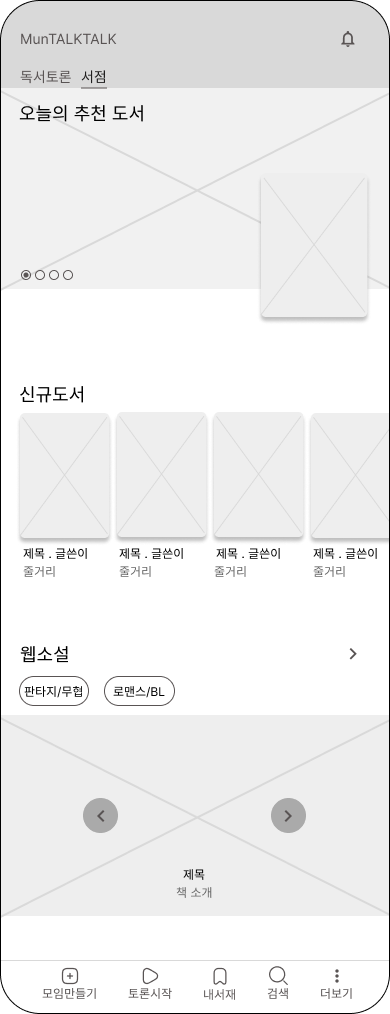 MunTALKTALK
독서토론 서점
오늘의 추천 도서
신규도서
제목 . 글쓴이 제목 . 글쓴이 제목 . 글쓴이 제목 . 글쓴이
줄거리 줄거리 줄거리 줄거리
웹소설
판타지/무협 로맨스/BL
제목
책 소개
모임만들기 토론시작 내서재 검색 더보기